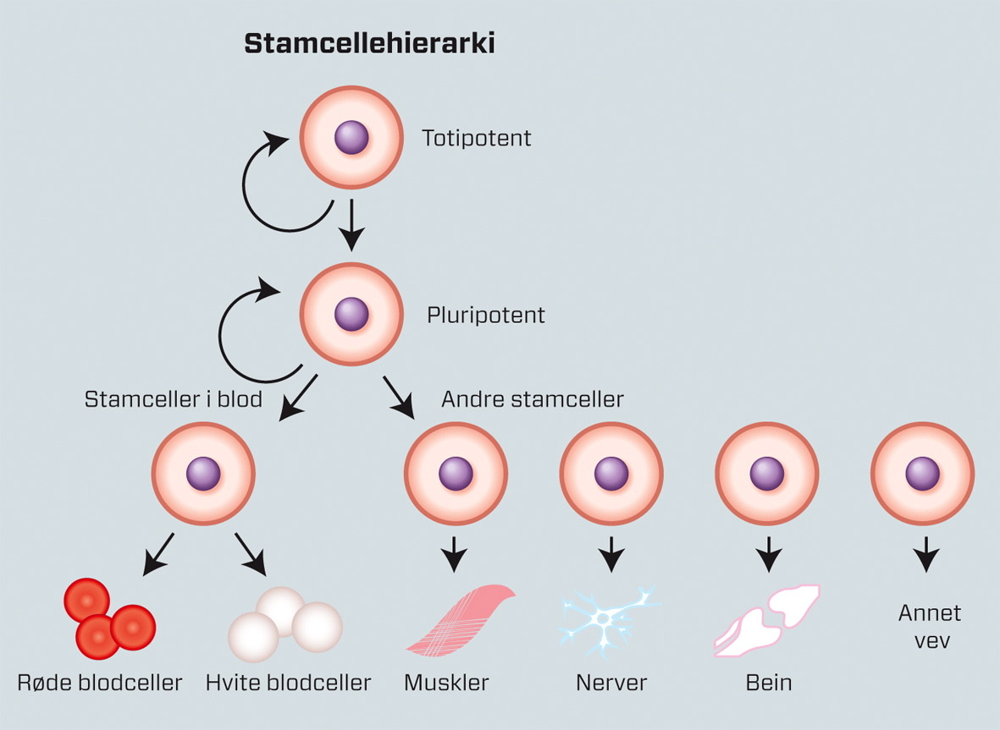 Stamcellehierarki
Totipotent
Pluripotent
Stamceller i blod
Andre stamceller
Annet
vev
Røde blodceller
Hvite blodceller
Muskler
Nerver
Bein